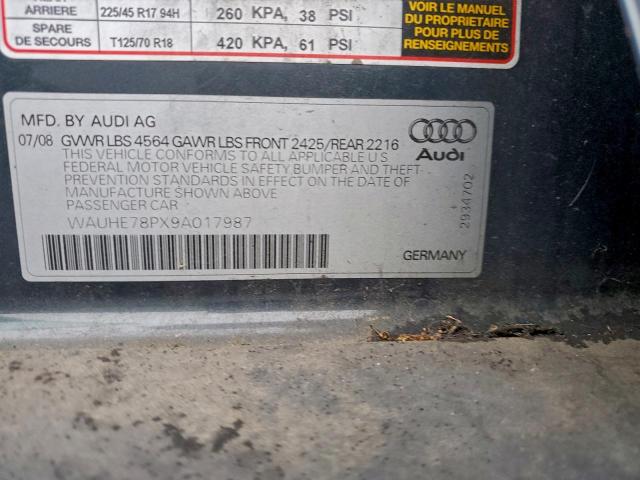 ARRIERE 225/45 R17 94H 260 KPA, 38 PSI
SPARE
DE SECOURS T125/70 R18 420 KPA, 61 PSI
VOIR LE MANUEL
DU PROPRIETAIRE
POUR PLUS DE
RENSEIGNEMENTS
MFD. BY AUDI AG
07/08 GVWR LBS 4564 GAWR LBS FRONT 2425/REAR 2216
THIS VEHICLE CONFORMS TO ALL APPLICABLE U S
FEDERAL MOTOR VEHICLE SAFETY BUMPER AND THEFT
PREVENTION STANDARDS IN EFFECT ON THE DATE OF
MANUFACTURE SHOWN ABOVE
PASSENGER CAR
WAUHE78PX9A017987
Audi
2934702
GERMANY